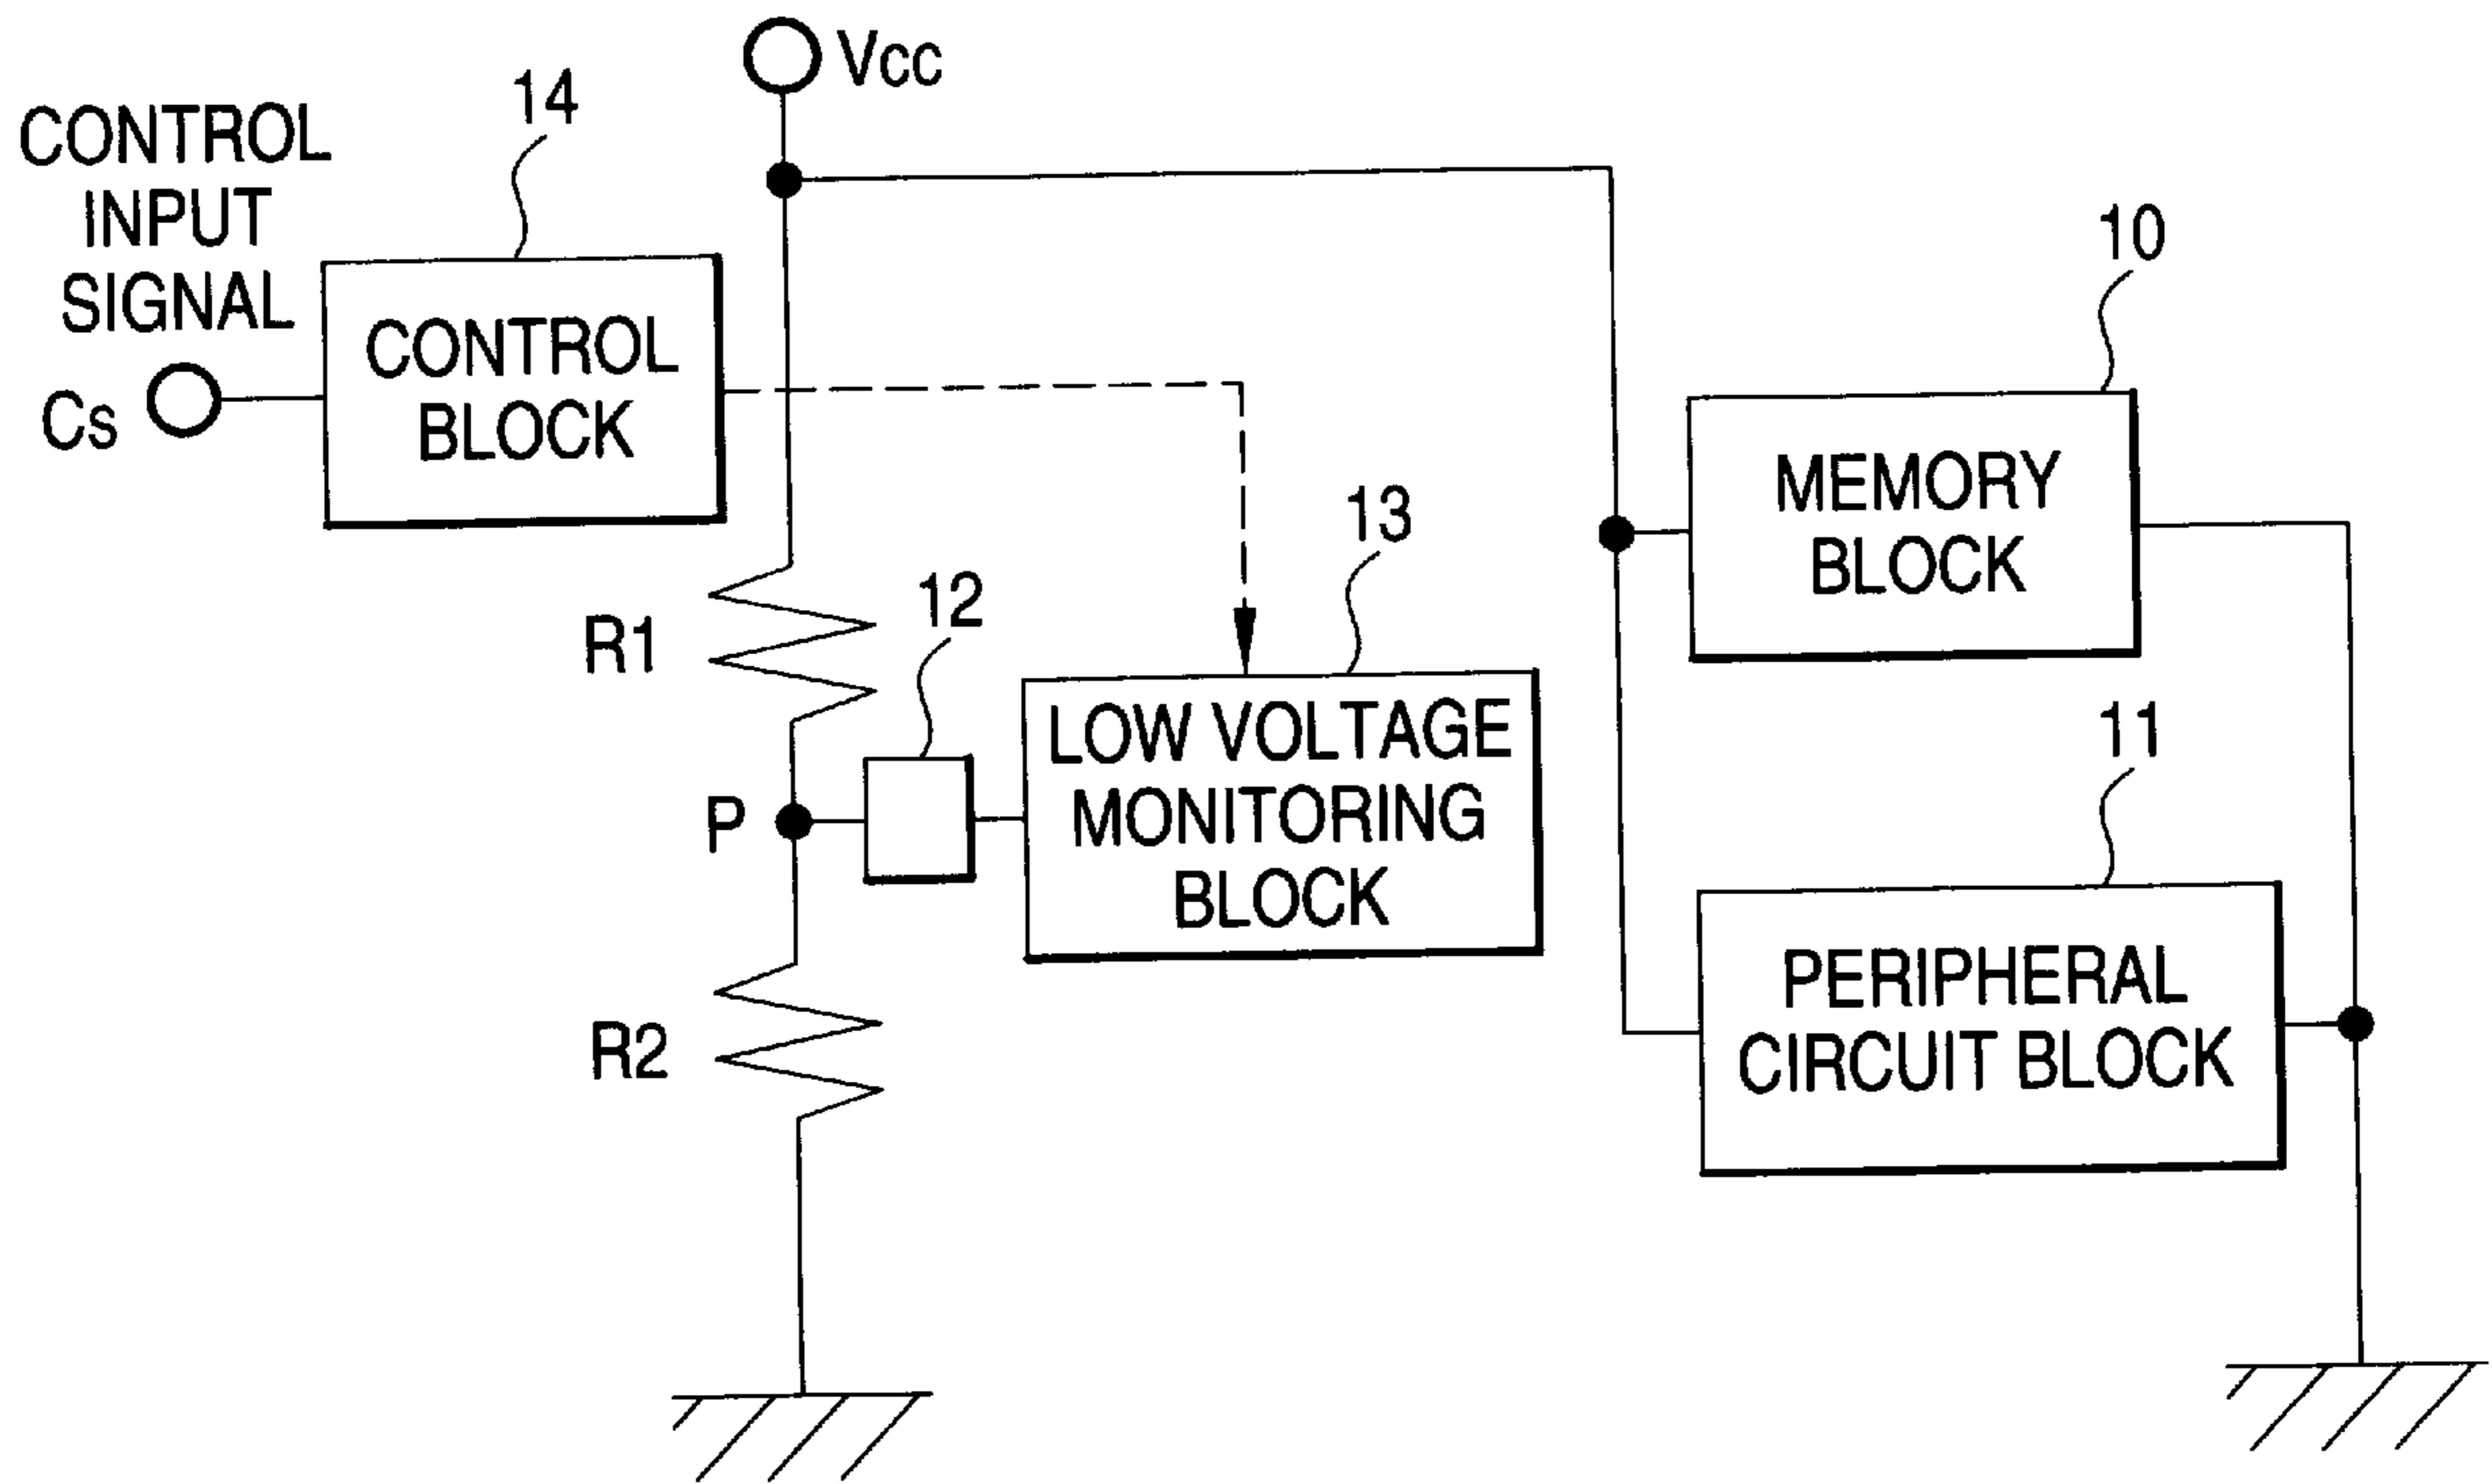 Vcc
14
CONTROL
INPUT
SIGNAL
Cs
CONTROL
BLOCK
10
MEMORY
BLOCK
13
12
R1
LOW VOLTAGE
MONITORING
BLOCK
P
11
PERIPHERAL
CIRCUIT BLOCK
R2